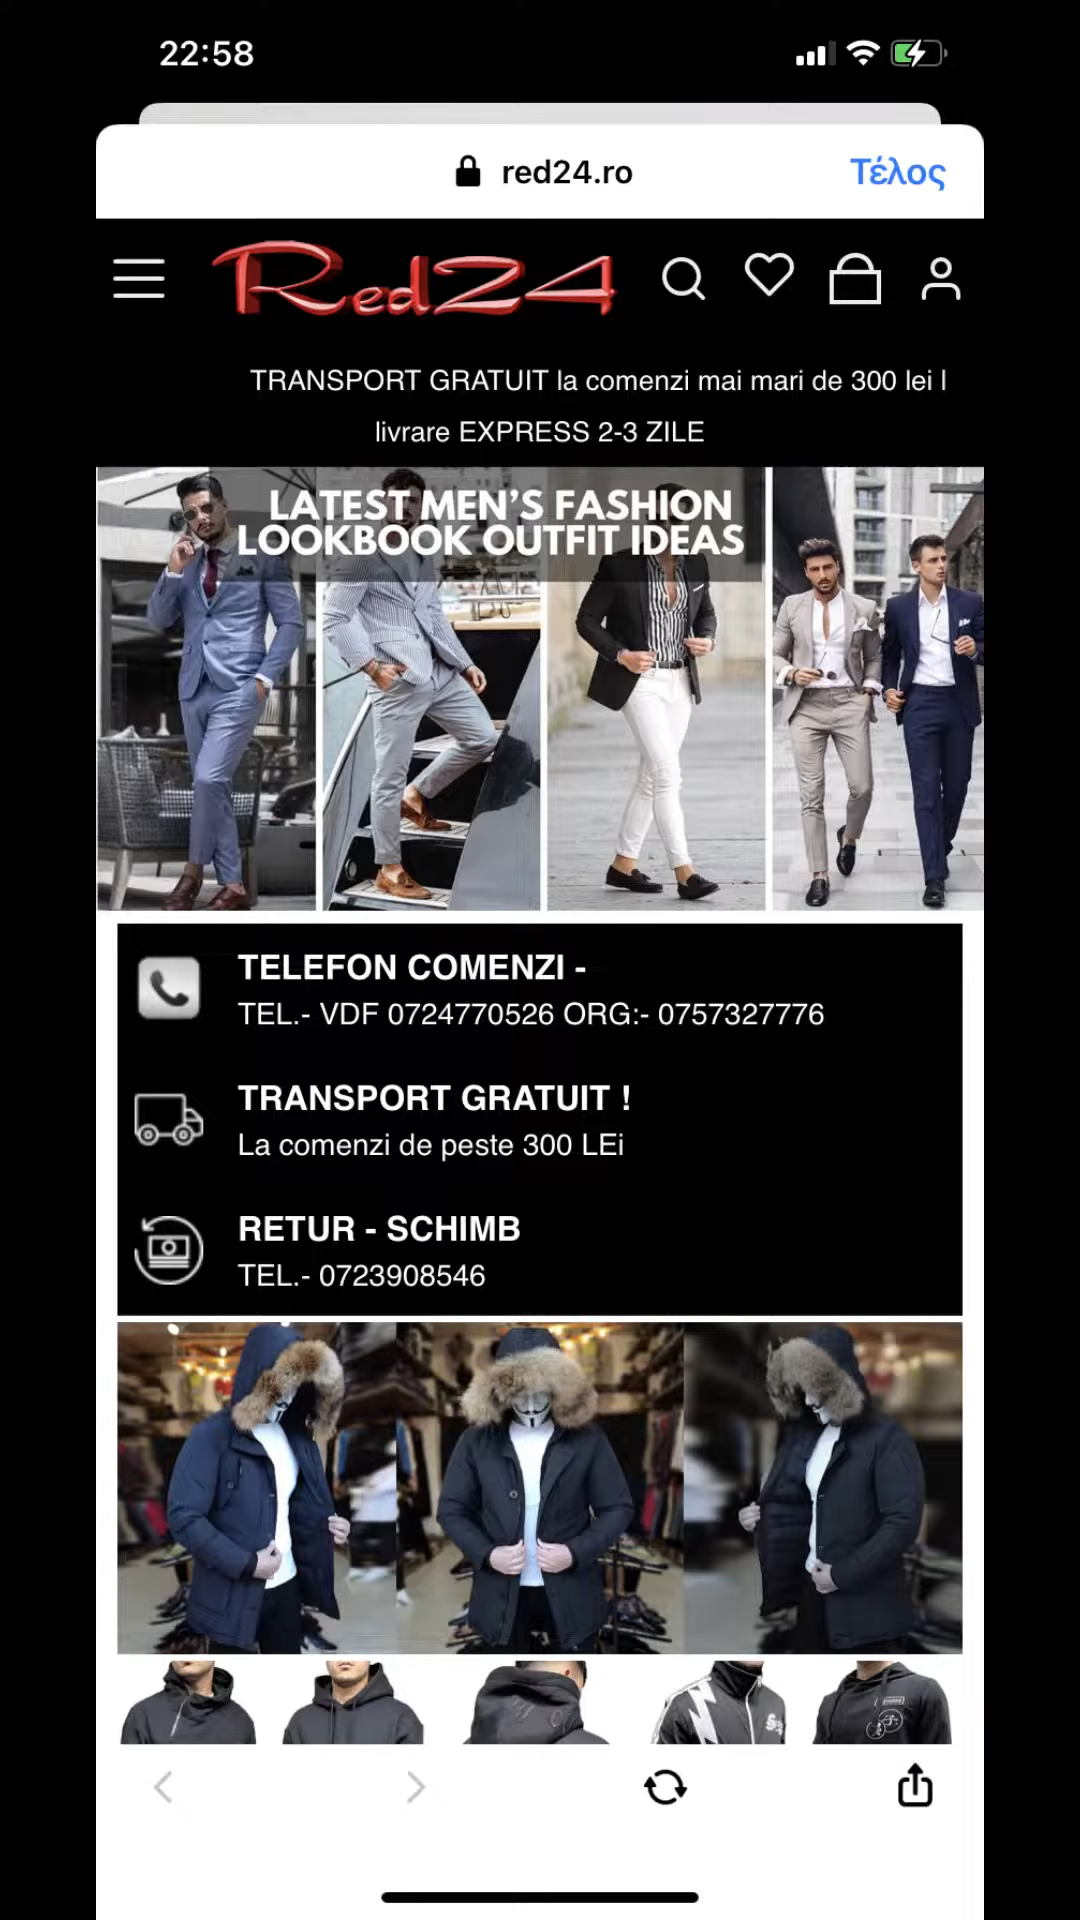 22:58
red24.ro
Τέλος
Red24
TRANSPORT GRATUIT la comenzi mai mari de 300 lei l
livrare EXPRESS 2-3 ZILE
LATEST MEN’S FASHION
LOOKBOOK OUTFIT IDEAS
TELEFON COMENZI -
TEL.- VDF 0724770526 ORG:- 0757327776
TRANSPORT GRATUIT !
La comenzi de peste 300 LEi
RETUR - SCHIMB
TEL.- 0723908546